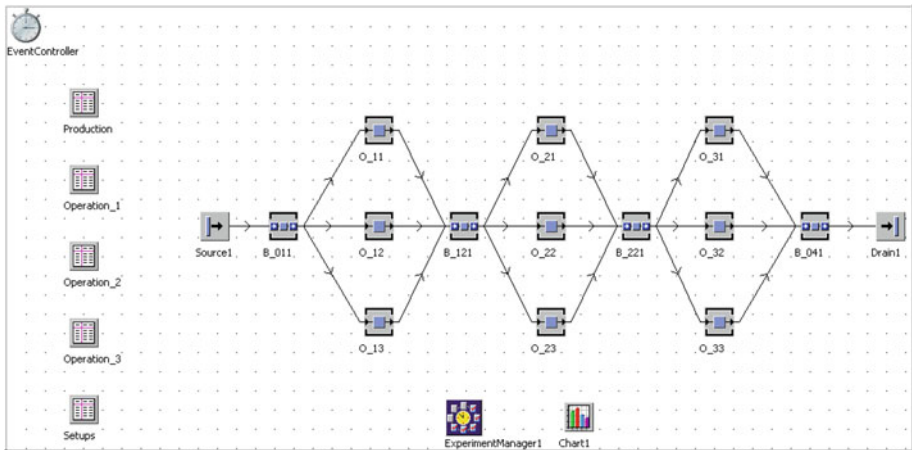 EventController
Production
O_11
O_21
O_31
Operation_1
Source1
B_011
O_12
B_121
O_22
B_221
O_32
B_041
Drain1
Operation_2
O_13
O_23
O_33
Operation_3
Setups
ExperimentManager1
Chart1